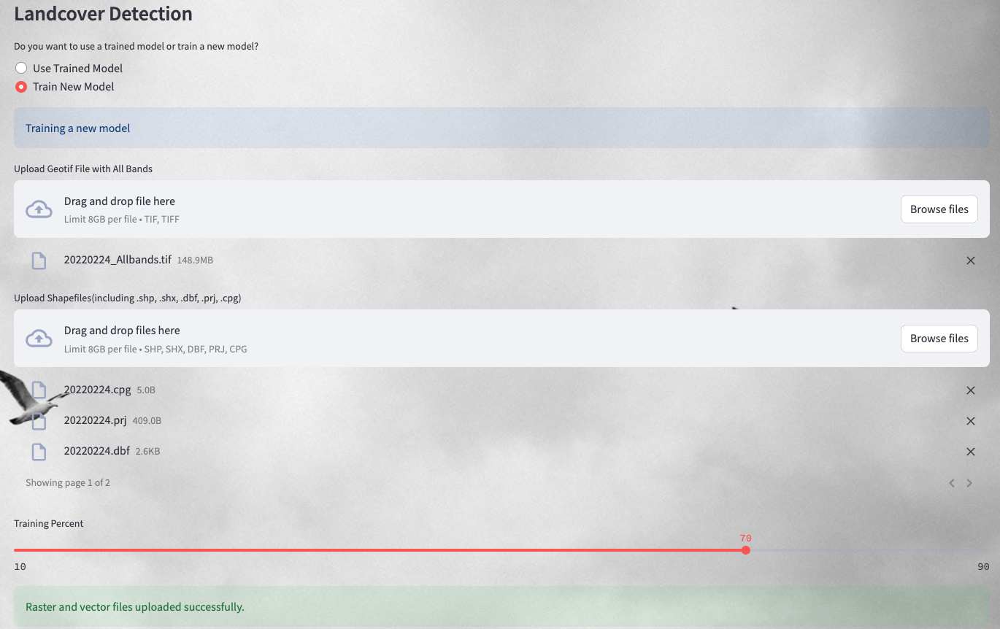 Landcover Detection
Do you want to use a trained model or train a new model?
Use Trained Model
Train New Model
Training a new model
Upload Geotif File with All Bands
Drag and drop file here
Limit 8GB per file • TIF, TIFF
Browse files
20220224_Allbands.tif 148.9MB
Upload Shapefiles(including .shp, .shx, .dbf, .prj, .cpg)
Drag and drop files here
Limit 8GB per file • SHP, SHX, DBF, PRJ, CPG
Browse files
20220224.cpg 5.0B
20220224.prj 409.0B
20220224.dbf 2.6KB
Showing page 1 of 2
Training Percent
70
10
90
Raster and vector files uploaded successfully.